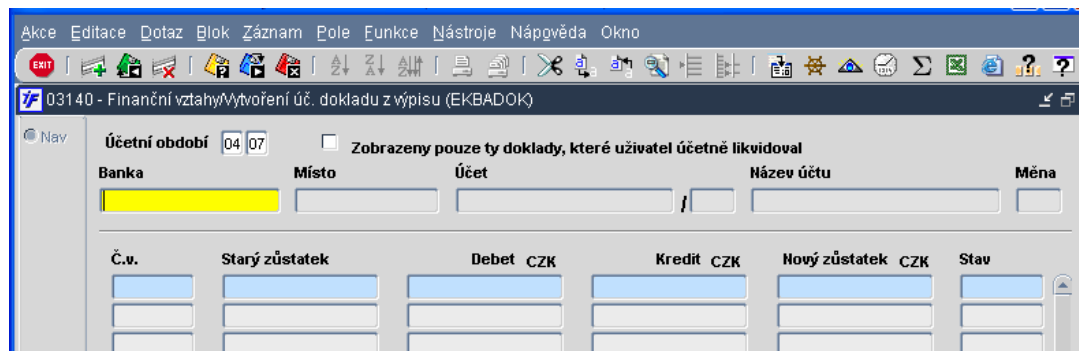 Akce Editace Dotaz Blok Záznam Pole Funkce Nástroje Nápověda Okno
EXIT
03140 - Finanční vztahy/Vytvoření úč. dokladu z výpisu (EKBADOK)
Nav
Účetní období 04 07 Zobrazeny pouze ty doklady, které uživatel účetně likvidoval
Banka Místo Účet Název účtu Měna
/
Č.v. Starý zůstatek Debet CZK Kredit CZK Nový zůstatek CZK Stav